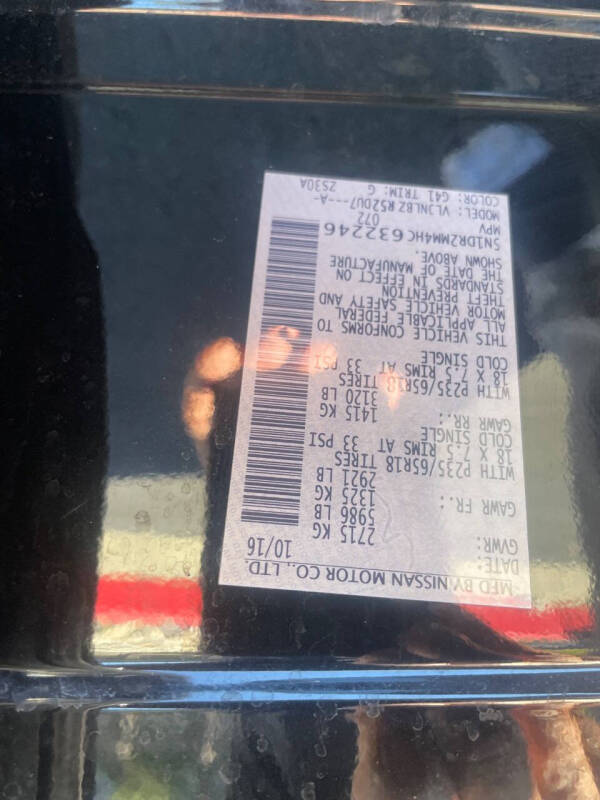 MFD BY NISSAN MOTOR CO., LTD.
DATE: 10/16
GVWR: 2715 KG
5986 LB
GAWR FR.: 1325 KG
2921 LB
WITH P235/65R18 TIRES
18 X 7.5 RIMS AT 33 PSI
COLD SINGLE
GAWR RR.: 1415 KG
3120 LB
WITH P235/65R18 TIRES
18 X 7.5 RIMS AT 33 PSI
COLD SINGLE
THIS VEHICLE CONFORMS TO
ALL APPLICABLE FEDERAL
MOTOR VEHICLE SAFETY AND
THEFT PREVENTION
STANDARDS IN EFFECT ON
THE DATE OF MANUFACTURE
SHOWN ABOVE.
5N1DR2MM4HC632246
MPV 072
MODEL: VLJNLBZ R52DU7----A-
COLOR: G41 TRIM: G 2S30A